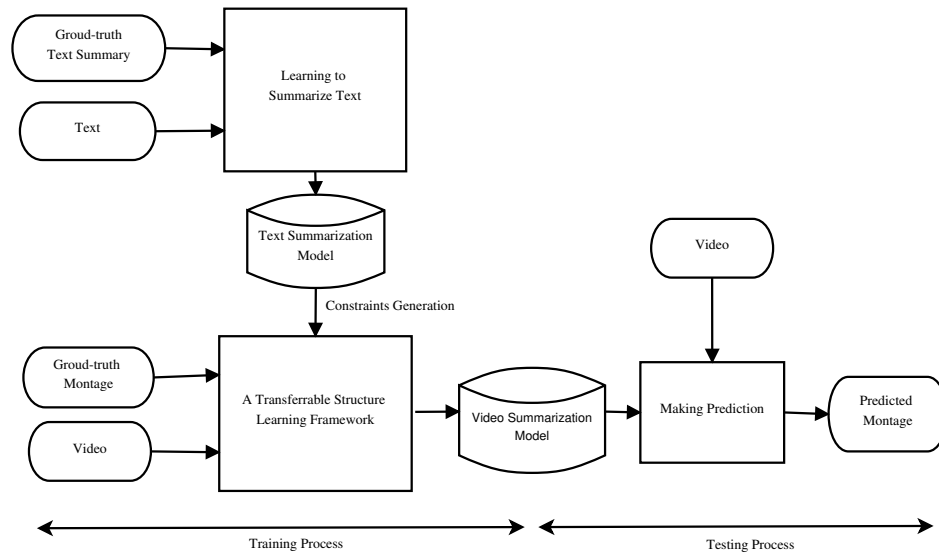 Groud-truth
Text Summary
Learning to
Summarize Text
Text
Text Summarization
Model
Video
Constraints Generation
Groud-truth
Montage
A Transferrable Structure
Learning Framework
Video
Video Summarization
Model
Making Prediction
Predicted
Montage
Training Process
Testing Process